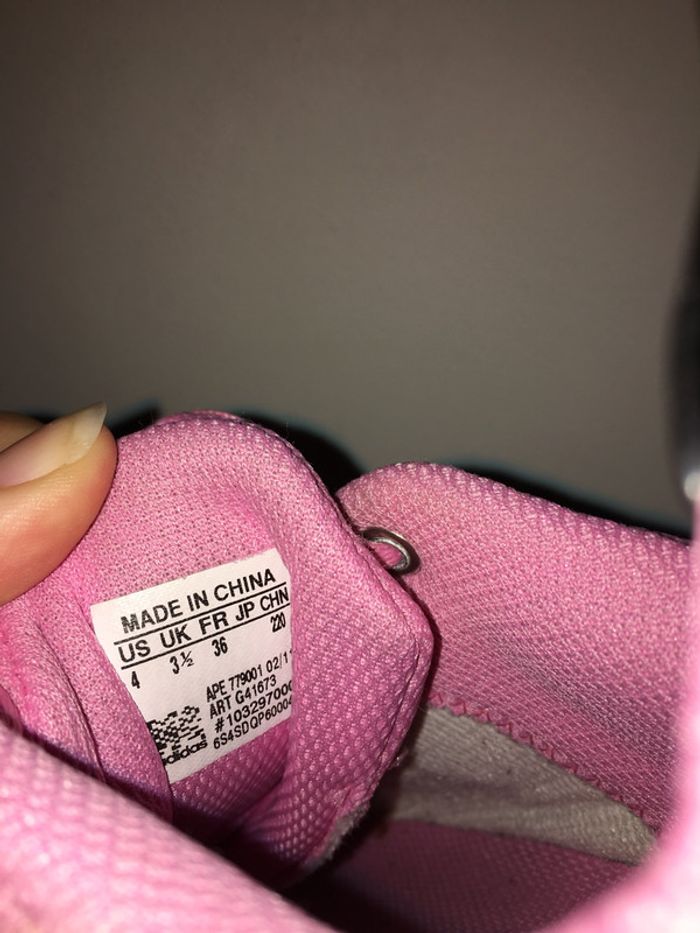 MADE IN CHINA
US UK FR JP CHN
4 3½ 36 220
APE 779001 02/1
ART G41673
#1032970
6S4SDQP6000
adidas